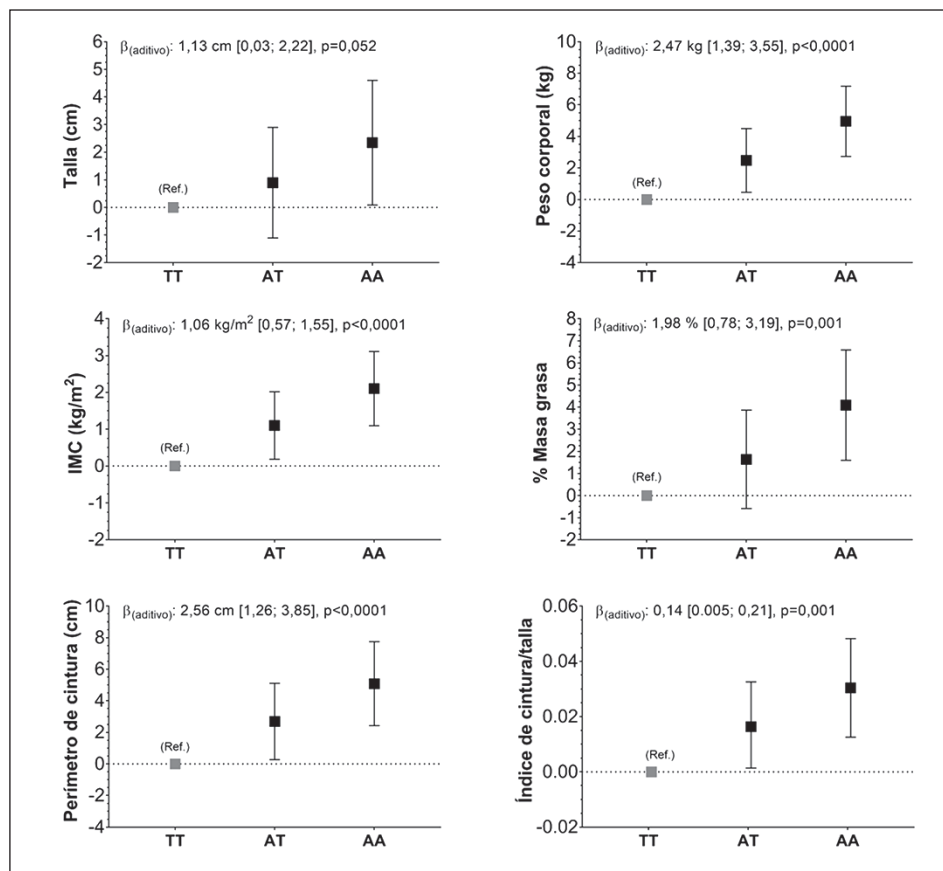 β(aditivo): 1,13 cm [0,03; 2,22], p=0,052
Talla (cm)
6
5
4
3
2
1
0
-1
-2
(Ref.)
TT AT AA
β(aditivo): 2,47 kg [1,39; 3,55], p<0,0001
Peso corporal (kg)
10
8
6
4
2
0
-2
-4
(Ref.)
TT AT AA
β(aditivo): 1,06 kg/m² [0,57; 1,55], p<0,0001
IMC (kg/m²)
4
3
2
1
0
-1
-2
(Ref.)
TT AT AA
β(aditivo): 1,98 % [0,78; 3,19], p=0,001
% Masa grasa
8
7
6
5
4
3
2
1
0
-1
-2
(Ref.)
TT AT AA
β(aditivo): 2,56 cm [1,26; 3,85], p<0,0001
Perímetro de cintura (cm)
10
8
6
4
2
0
-2
-4
(Ref.)
TT AT AA
β(aditivo): 0,14 [0.005; 0,21], p=0,001
Índice de cintura/talla
0.06
0.04
0.02
0.00
-0.02
(Ref.)
TT AT AA